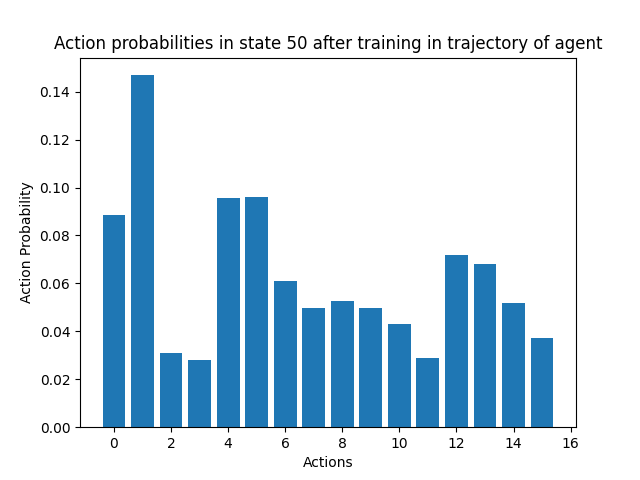 Action probabilities in state 50 after training in trajectory of agent
0.14
0.12
0.10
0.08
0.06
0.04
0.02
0.00
Action Probability
0 2 4 6 8 10 12 14 16
Actions